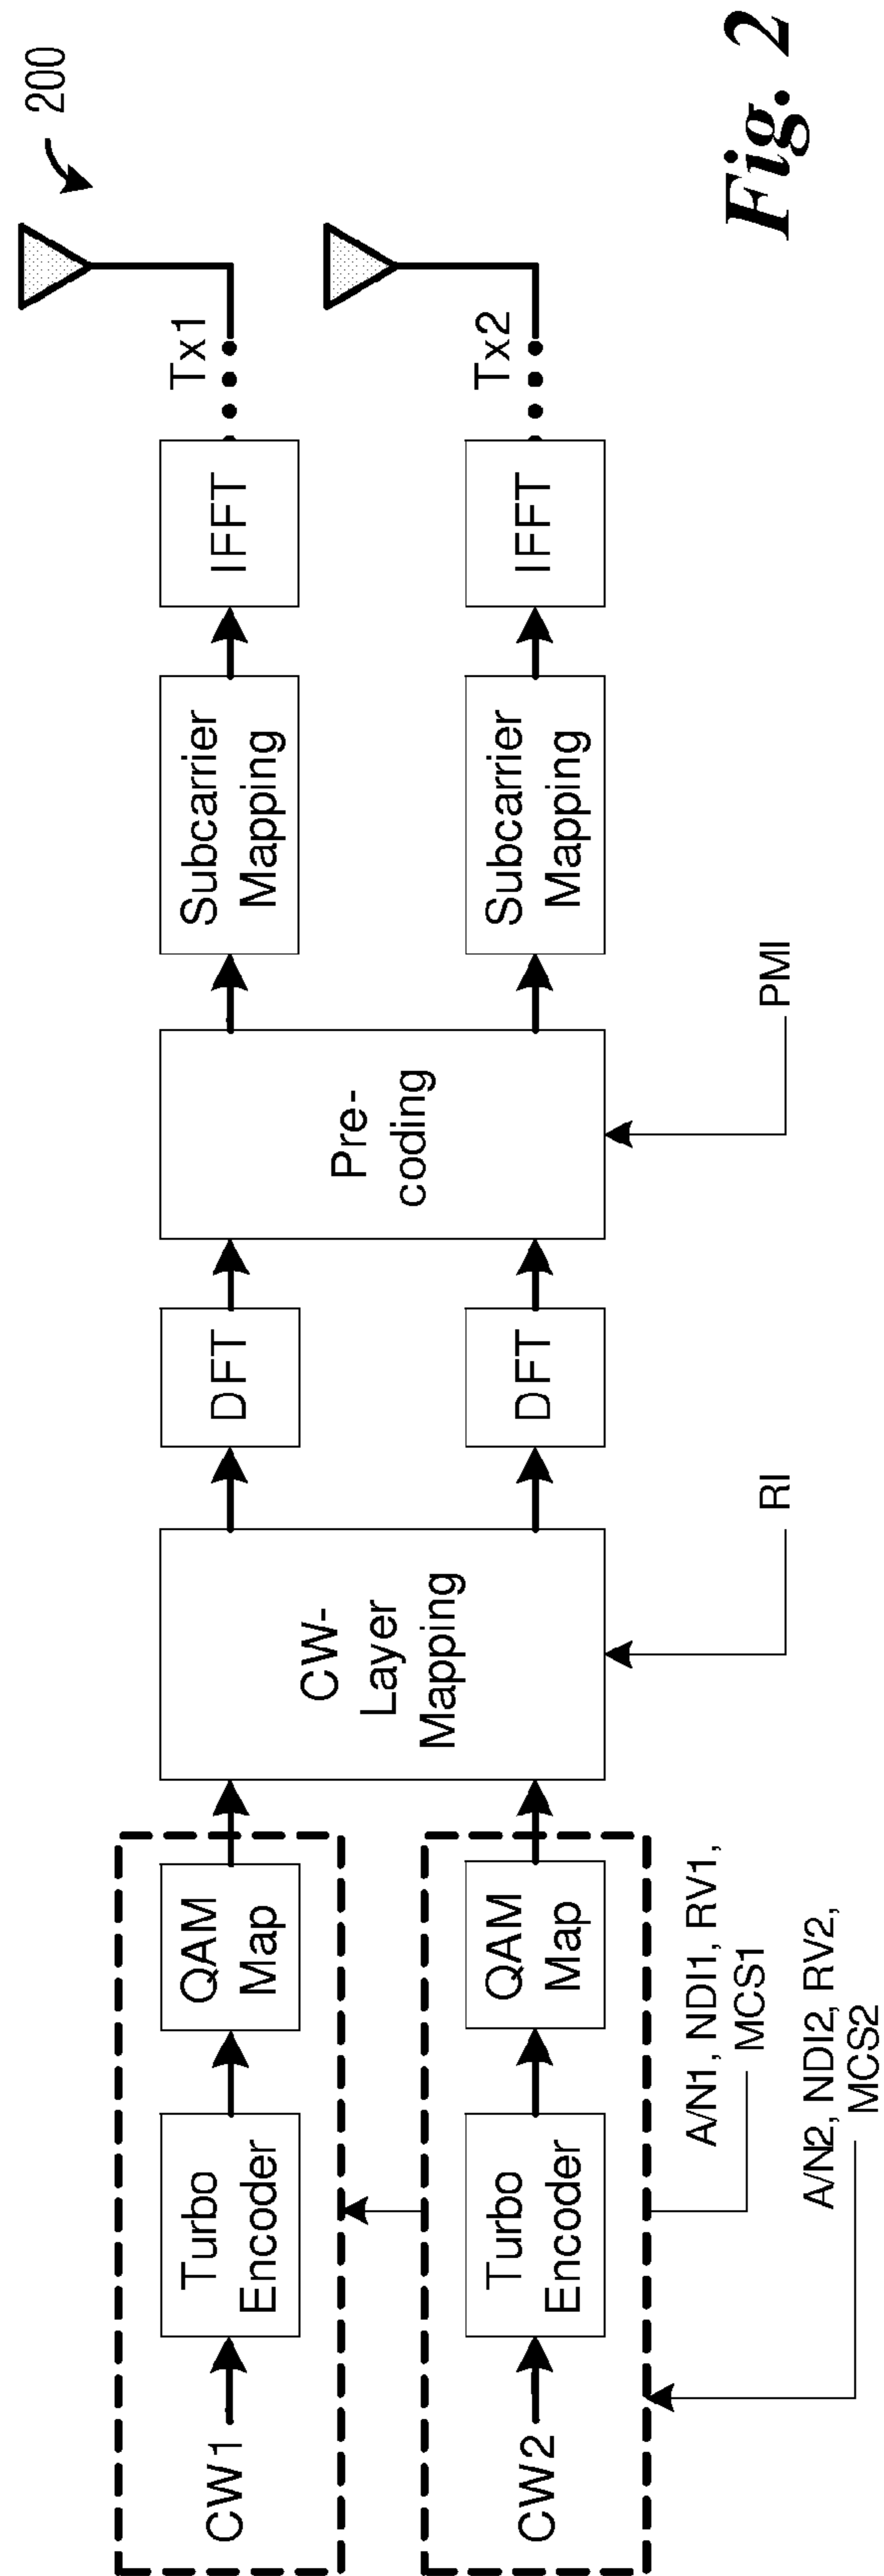 200
CW1
Turbo
Encoder
QAM
Map
CW-
Layer
Mapping
DFT
Pre-
coding
Subcarrier
Mapping
IFFT
Tx1
CW2
Turbo
Encoder
QAM
Map
DFT
Subcarrier
Mapping
IFFT
Tx2
A/N1, NDI1, RV1,
MCS1
A/N2, NDI2, RV2,
MCS2
RI
PMI
Fig. 2